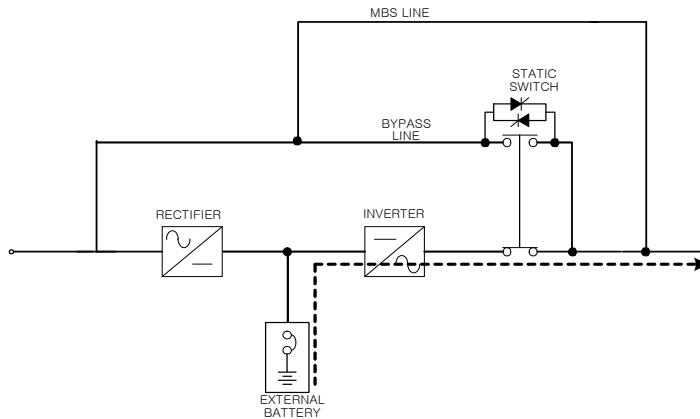 MBS LINE
STATIC
SWITCH
BYPASS
LINE
RECTIFIER
INVERTER
EXTERNAL
BATTERY